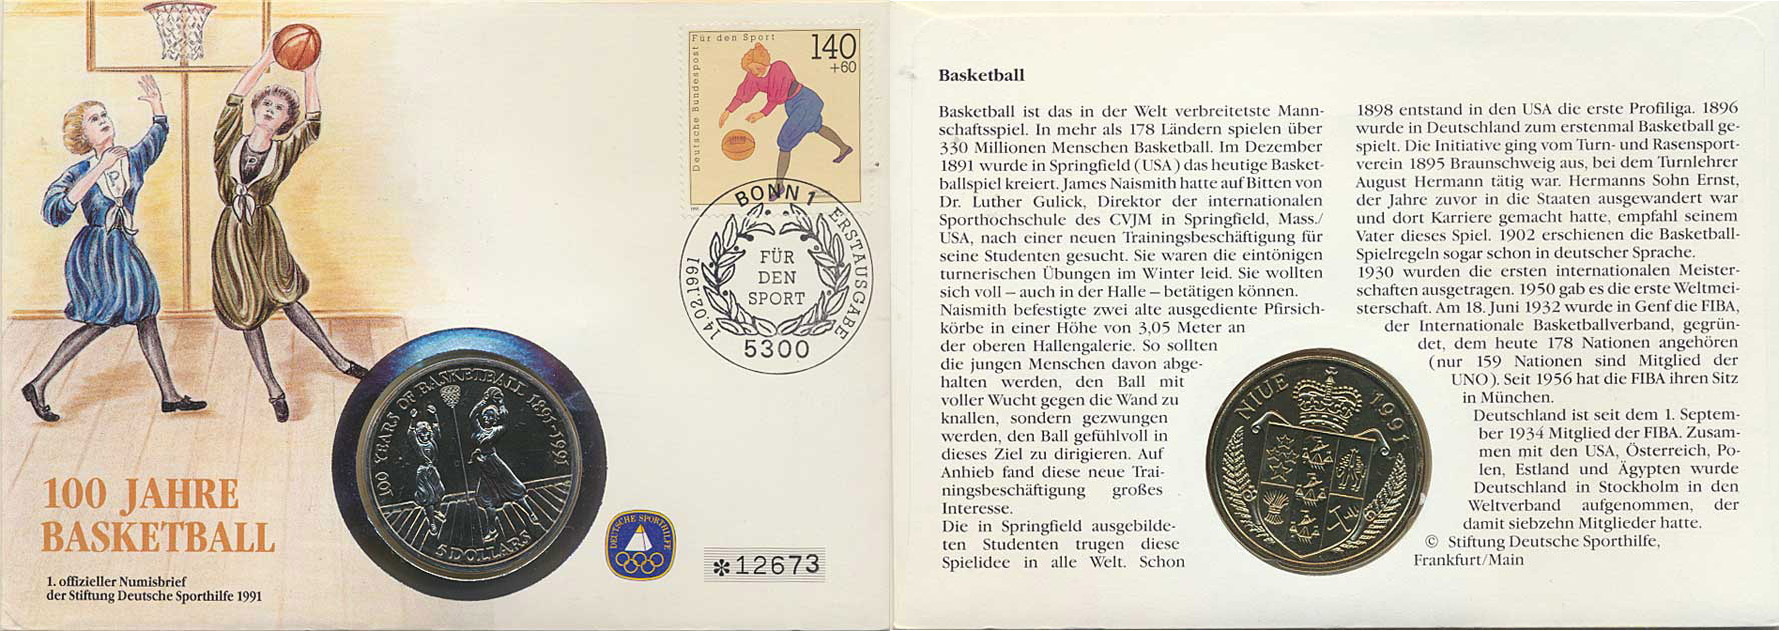 Für den Sport
Deutsche Bundespost
140
+60
BONN 1
ERSTAUSGABE
14.02.1991
FÜR
DEN
SPORT
5300
P
P
100 YEARS OF BASKETBALL 1891-1991
5 DOLLARS
100 JAHRE
BASKETBALL
1. offizieller Numisbrief
der Stiftung Deutsche Sporthilfe 1991
DEUTSCHE SPORTHILFE
✻12673
Basketball
Basketball ist das in der Welt verbreitetste Mann-
schaftsspiel. In mehr als 178 Ländern spielen über
330 Millionen Menschen Basketball. Im Dezember
1891 wurde in Springfield (USA) das heutige Basket-
ballspiel kreiert. James Naismith hatte auf Bitten von
Dr. Luther Gulick, Direktor der internationalen
Sporthochschule des CVJM in Springfield, Mass./
USA, nach einer neuen Trainingsbeschäftigung für
seine Studenten gesucht. Sie waren die eintönigen
turnerischen Übungen im Winter leid. Sie wollten
sich voll – auch in der Halle – betätigen können.
Naismith befestigte zwei alte ausgediente Pfirsich-
körbe in einer Höhe von 3,05 Meter an
der oberen Hallengalerie. So sollten
die jungen Menschen davon abge-
halten werden, den Ball mit
voller Wucht gegen die Wand zu
knallen, sondern gezwungen
werden, den Ball gefühlvoll in
dieses Ziel zu dirigieren. Auf
Anhieb fand diese neue Trai-
ningsbeschäftigung großes
Interesse.
Die in Springfield ausgebilde-
ten Studenten trugen diese
Spielidee in alle Welt. Schon
1898 entstand in den USA die erste Profiliga. 1896
wurde in Deutschland zum erstenmal Basketball ge-
spielt. Die Initiative ging vom Turn- und Rasensport-
verein 1895 Braunschweig aus, bei dem Turnlehrer
August Hermann tätig war. Hermanns Sohn Ernst,
der Jahre zuvor in die Staaten ausgewandert war
und dort Karriere gemacht hatte, empfahl seinem
Vater dieses Spiel. 1902 erschienen die Basketball-
Spielregeln sogar schon in deutscher Sprache.
1930 wurden die ersten internationalen Meister-
schaften ausgetragen. 1950 gab es die erste Weltmei-
sterschaft. Am 18. Juni 1932 wurde in Genf die FIBA,
der Internationale Basketballverband, gegrün-
det, dem heute 178 Nationen angehören
(nur 159 Nationen sind Mitglied der
UNO). Seit 1956 hat die FIBA ihren Sitz
in München.
Deutschland ist seit dem 1. Septem-
ber 1934 Mitglied der FIBA. Zusam-
men mit den USA, Österreich, Po-
len, Estland und Ägypten wurde
Deutschland in Stockholm in den
Weltverband aufgenommen, der
damit siebzehn Mitglieder hatte.
© Stiftung Deutsche Sporthilfe,
Frankfurt/Main
NIUE 1991